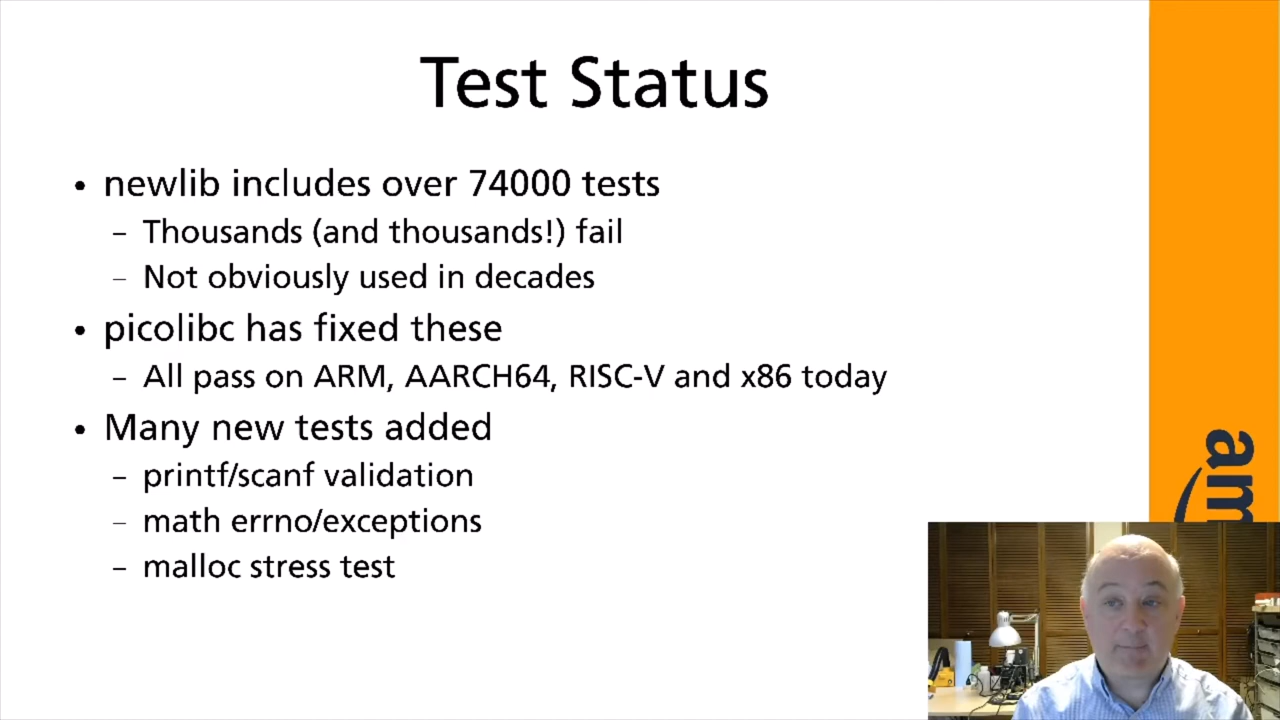 Test Status
• newlib includes over 74000 tests
– Thousands (and thousands!) fail
– Not obviously used in decades
• picolibc has fixed these
– All pass on ARM, AARCH64, RISC-V and x86 today
• Many new tests added
– printf/scanf validation
– math errno/exceptions
– malloc stress test
am